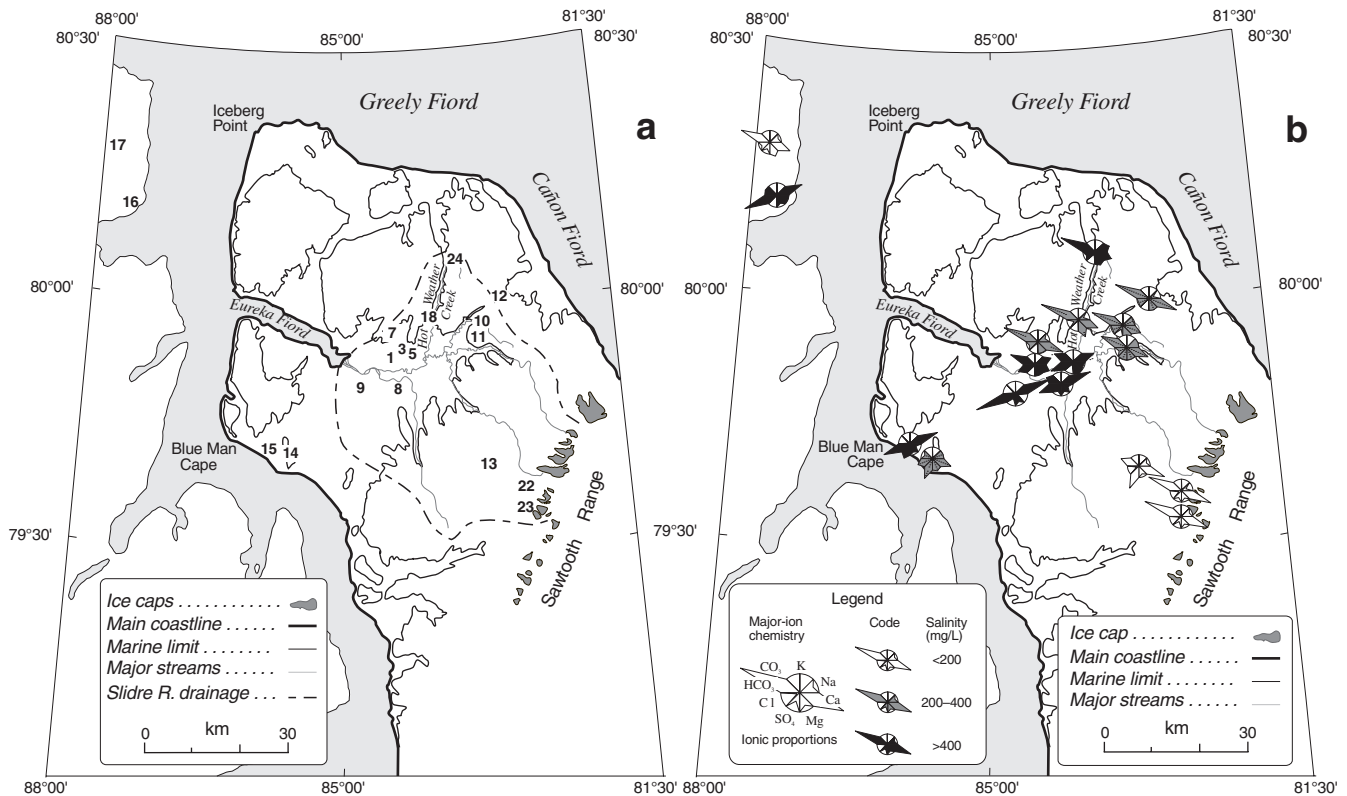 88°00'
81°30'
80°30'
80°30'
85°00'
Greely Fiord
Iceberg
Point
a
17
16
Cañon Fiord
24
80°00'
80°00'
Weather
Creek
Hot
12
Eureka Fiord
18
10
7
11
3
5
1
9
8
Blue Man
Cape
15
14
13
22
23
79°30'
Sawtooth Range
Ice caps . . . . . . . . . . . .
Main coastline . . . . . .
Marine limit . . . . . . . .
Major streams . . . . . .
Slidre R. drainage . . .
km
0 30
88°00'
85°00'
81°30'
88°00'
81°30'
80°30'
80°30'
85°00'
Greely Fiord
Iceberg
Point
b
Cañon Fiord
80°00'
80°00'
Weather
Creek
Hot
Eureka Fiord
Blue Man
Cape
79°30'
Sawtooth Range
Legend
Major-ion
chemistry
Code
Salinity
(mg/L)
CO₃ K
HCO₃ Na
Cl Ca
SO₄ Mg
Ionic proportions
<200
200–400
>400
Ice cap . . . . . . . . . . . .
Main coastline . . . . . .
Marine limit . . . . . . . .
Major streams . . . . . .
km
0 30
88°00'
85°00'
81°30'